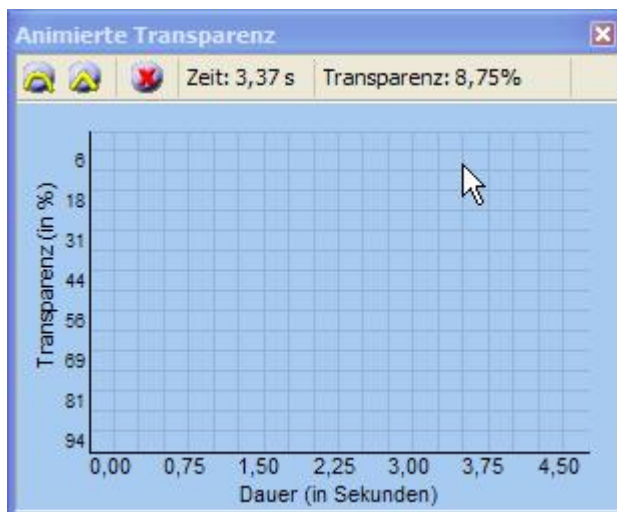 Animierte Transparenz
Zeit: 3,37 s Transparenz: 8,75%
Transparenz (in %)
6
18
31
44
56
69
81
94
0,00 0,75 1,50 2,25 3,00 3,75 4,50
Dauer (in Sekunden)